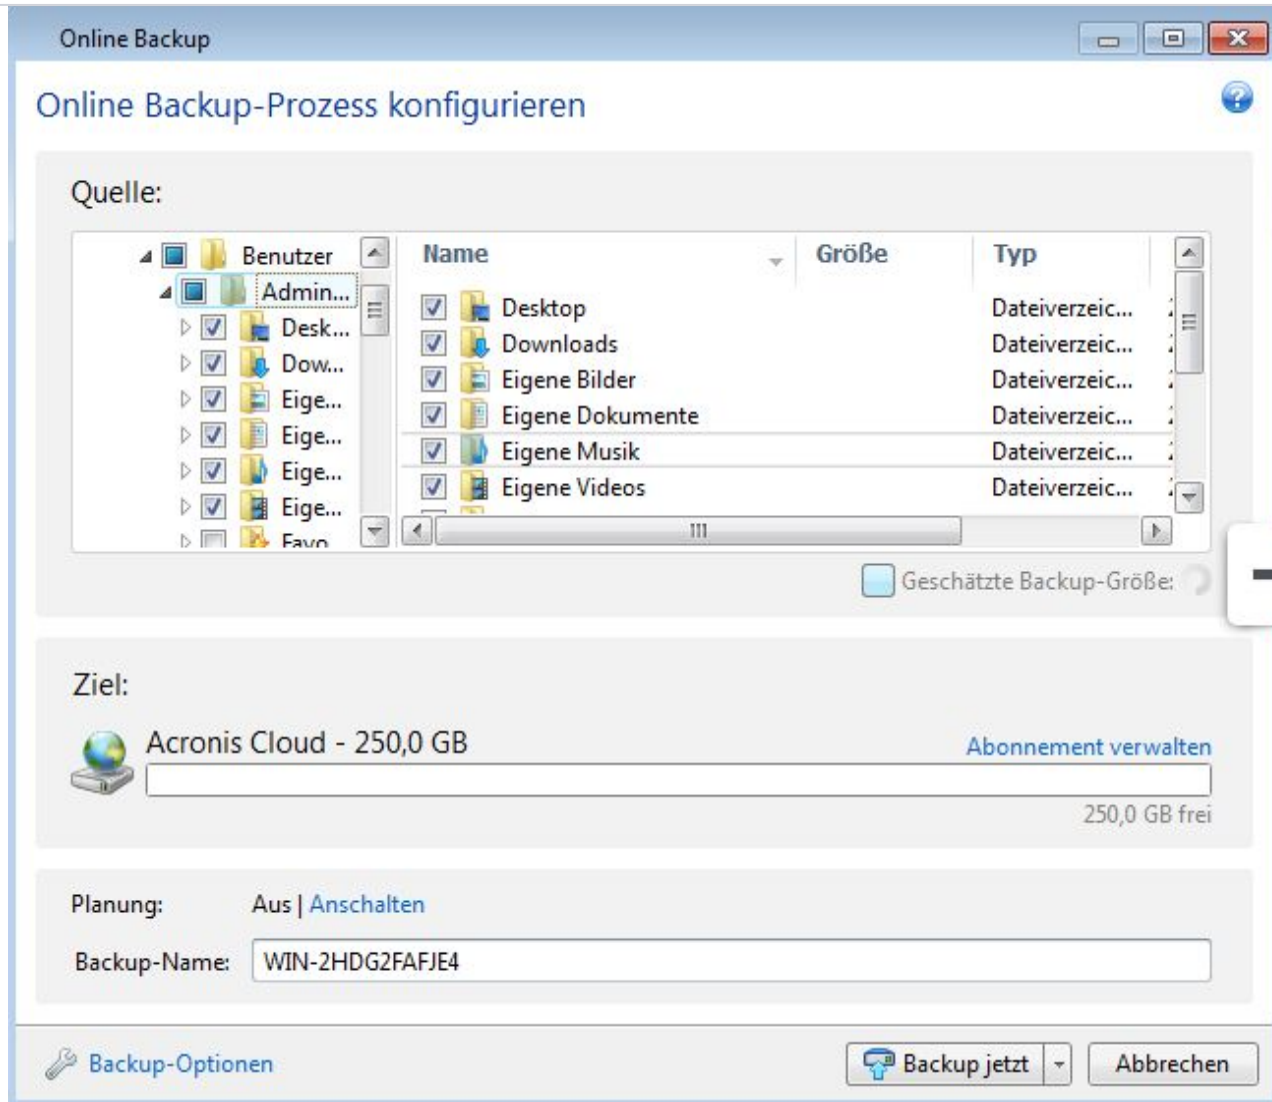 Online Backup
Online Backup-Prozess konfigurieren
Quelle:
Benutzer
Admin...
Desk...
Dow...
Eige...
Eige...
Eige...
Eige...
Favo
Name Größe Typ
Desktop Dateiverzeic...
Downloads Dateiverzeic...
Eigene Bilder Dateiverzeic...
Eigene Dokumente Dateiverzeic...
Eigene Musik Dateiverzeic...
Eigene Videos Dateiverzeic...
Geschätzte Backup-Größe:
Ziel:
Acronis Cloud - 250,0 GB
Abonnement verwalten
250,0 GB frei
Planung: Aus | Anschalten
Backup-Name: WIN-2HDG2FAFJE4
Backup-Optionen
Backup jetzt
Abbrechen